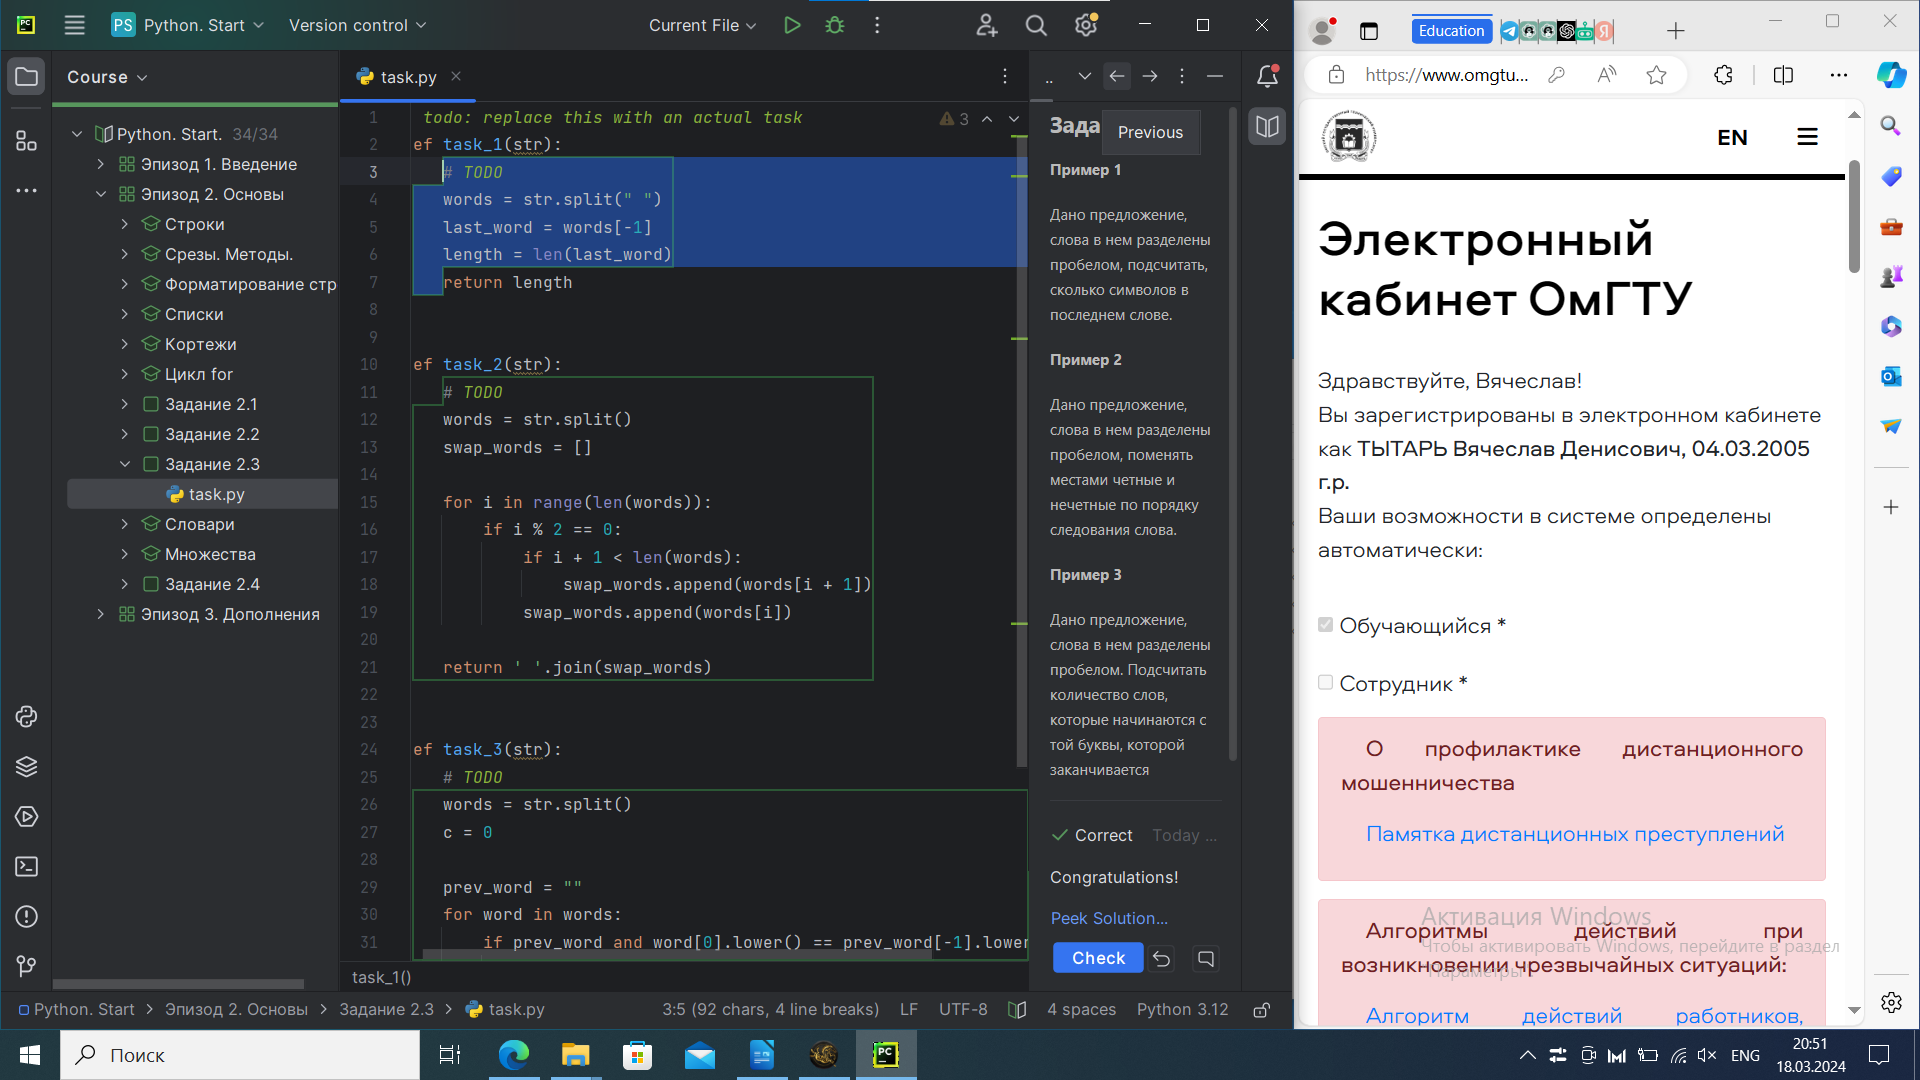 PS Python. Start
Version control
Current File
Course
task.py
Python. Start. 34/34
Эпизод 1. Введение
Эпизод 2. Основы
Строки
Срезы. Методы.
Форматирование стр
Списки
Кортежи
Цикл for
Задание 2.1
Задание 2.2
Задание 2.3
task.py
Словари
Множества
Задание 2.4
Эпизод 3. Дополнения
3
1 todo: replace this with an actual task
2 ef task_1(str):
3 # TODO
4 words = str.split(" ")
5 last_word = words[-1]
6 length = len(last_word)
7 return length
8
9
10 ef task_2(str):
11 # TODO
12 words = str.split()
13 swap_words = []
14
15 for i in range(len(words)):
16 if i % 2 == 0:
17 if i + 1 < len(words):
18 swap_words.append(words[i + 1])
19 swap_words.append(words[i])
20
21 return ' '.join(swap_words)
22
23
24 ef task_3(str):
25 # TODO
26 words = str.split()
27 c = 0
28
29 prev_word = ""
30 for word in words:
31 if prev_word and word[0].lower() == prev_word[-1].lower
task_1()
..
Зада
Previous
Пример 1
Дано предложение,
слова в нем разделены
пробелом, подсчитать,
сколько символов в
последнем слове.
Пример 2
Дано предложение,
слова в нем разделены
пробелом, поменять
местами четные и
нечетные по порядку
следования слова.
Пример 3
Дано предложение,
слова в нем разделены
пробелом. Подсчитать
количество слов,
которые начинаются с
той буквы, которой
заканчивается
Correct Today ...
Congratulations!
Peek Solution...
Check
Python. Start
Эпизод 2. Основы
Задание 2.3
task.py
3:5 (92 chars, 4 line breaks)
LF
UTF-8
4 spaces
Python 3.12
Education
https://www.omgtu...
EN
Электронный
кабинет ОмГТУ
Здравствуйте, Вячеслав!
Вы зарегистрированы в электронном кабинете
как ТЫТАРЬ Вячеслав Денисович, 04.03.2005
г.р.
Ваши возможности в системе определены
автоматически:
Обучающийся *
Сотрудник *
О профилактике дистанционного
мошенничества
Памятка дистанционных преступлений
Алгоритмы действий при
возникновении чрезвычайных ситуаций:
Алгоритм действий работников,
Активация Windows
Чтобы активировать Windows, перейдите в раздел
"Параметры".
Поиск
ENG
20:51
18.03.2024